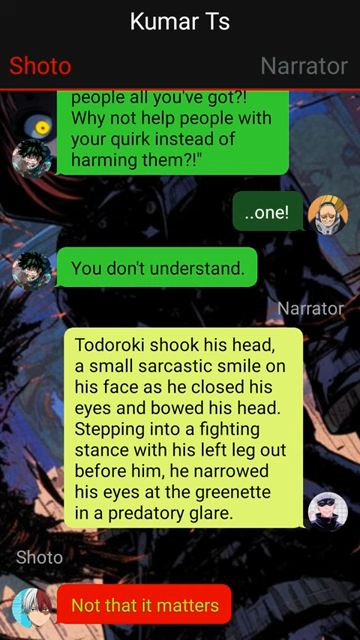 Kumar Ts
Shoto
Narrator
people all you've got?!
Why not help people with
your quirk instead of
harming them?!"
..one!
You don't understand.
Narrator
Todoroki shook his head,
a small sarcastic smile on
his face as he closed his
eyes and bowed his head.
Stepping into a fighting
stance with his left leg out
before him, he narrowed
his eyes at the greenette
in a predatory glare.
Shoto
Not that it matters